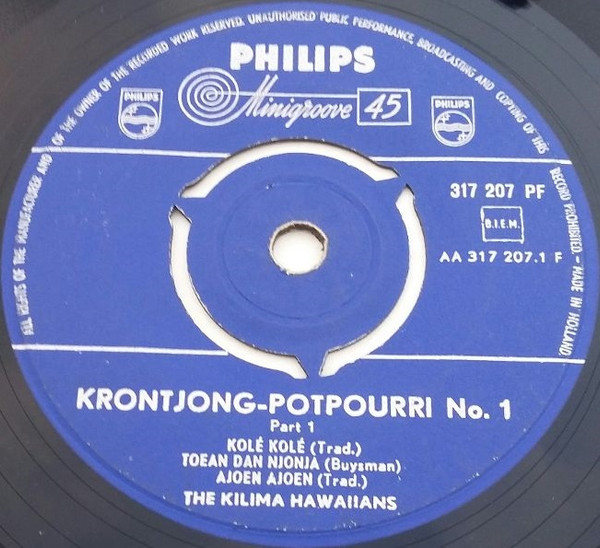 ALL RIGHTS OF THE MANUFACTURER AND OF THE OWNER OF THE RECORDED WORK RESERVED. UNAUTHORISED PUBLIC PERFORMANCE, BROADCASTING AND COPYING OF THIS RECORD PROHIBITED. - MADE IN HOLLAND.
PHILIPS
Minigroove 45
PHILIPS
PHILIPS
317 207 PF
B.I.E.M.
AA 317 207.1 F
KRONTJONG-POTPOURRI No. 1
Part 1
KOLÉ KOLÉ (Trad.)
TOEAN DAN NJONJA (Buysman)
AJOEN AJOEN (Trad.)
THE KILIMA HAWAIIANS